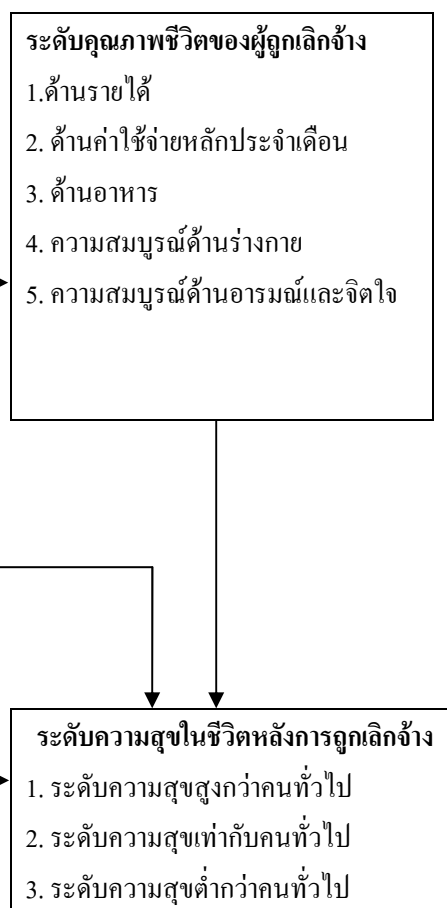 ระดับคุณภาพชีวิตของผู้ถูกเลิกจ้าง
1.ด้านรายได้
2. ด้านค่าใช้จ่ายหลักประจำเดือน
3. ด้านอาหาร
4. ความสมบูรณ์ด้านร่างกาย
5. ความสมบูรณ์ด้านอารมณ์และจิตใจ
ระดับความสุขในชีวิตหลังการถูกเลิกจ้าง
1. ระดับความสุขสูงกว่าคนทั่วไป
2. ระดับความสุขเท่ากับคนทั่วไป
3. ระดับความสุขต่ำกว่าคนทั่วไป